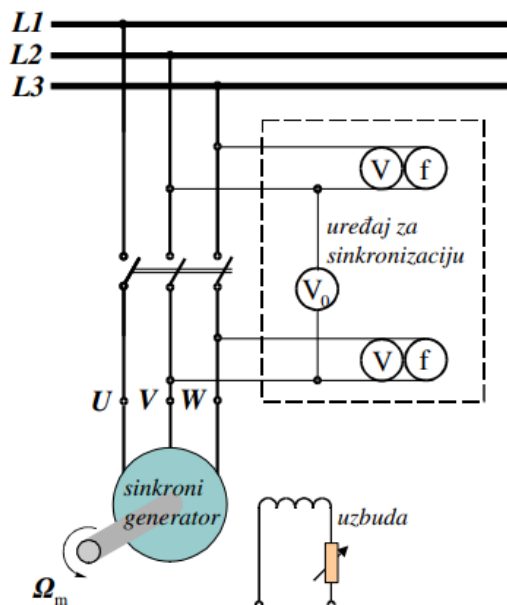 L1
L2
L3
V f
uređaj za
sinkronizaciju
V₀
V f
U V W
sinkroni
generator
uzbuda
Ωₘ